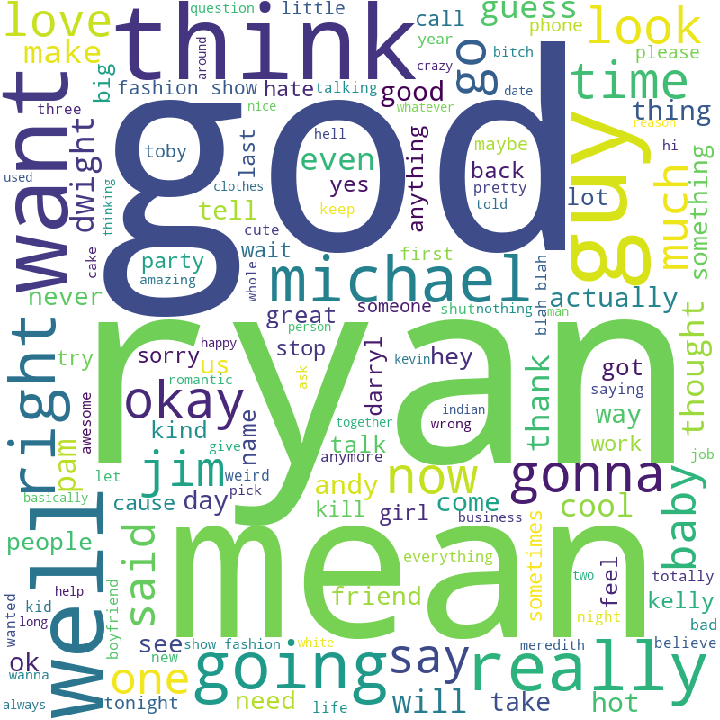 love
think
question
little
call
guess
look
make
year
phone
please
around
bitch
crazy
go
big
fashion show
hate
talking
good
date
time
want
three
nice
whatever
thing
god
guy
reason
dwight
toby
last
hell
maybe
hi
used
thinking
clothes
even
yes
back
pretty
told
anything
lot
much
something
keep
tell
cute
party
wait
first
amazing
whole
michael
actually
never
great
someone
shut
nothing
blah blah
man
right
person
ryan
try
sorry
happy
us
stop
darryl
kevin
hey
thank
got
thought
romantic
ask
saying
awesome
cake
okay
indian
way
pam
kind
name
together
wrong
talk
work
give
anymore
job
let
jim
weird
now
gonna
baby
basically
pick
andy
cause
day
kill
come
cool
well
girl
business
people
said
mean
sometimes
everything
two
feel
totally
help
friend
kelly
wanted
kid
long
boyfriend
night
bad
ok
see
show fashion
white
say
meredith
believe
wanna
new
one
going
really
always
tonight
need
life
will
take
hot